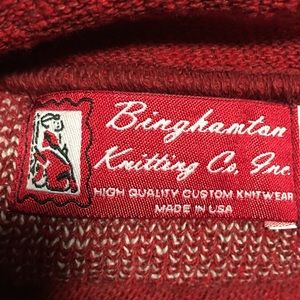 Binghamton
Knitting Co. Inc.
HIGH QUALITY CUSTOM KNITWEAR
MADE IN USA